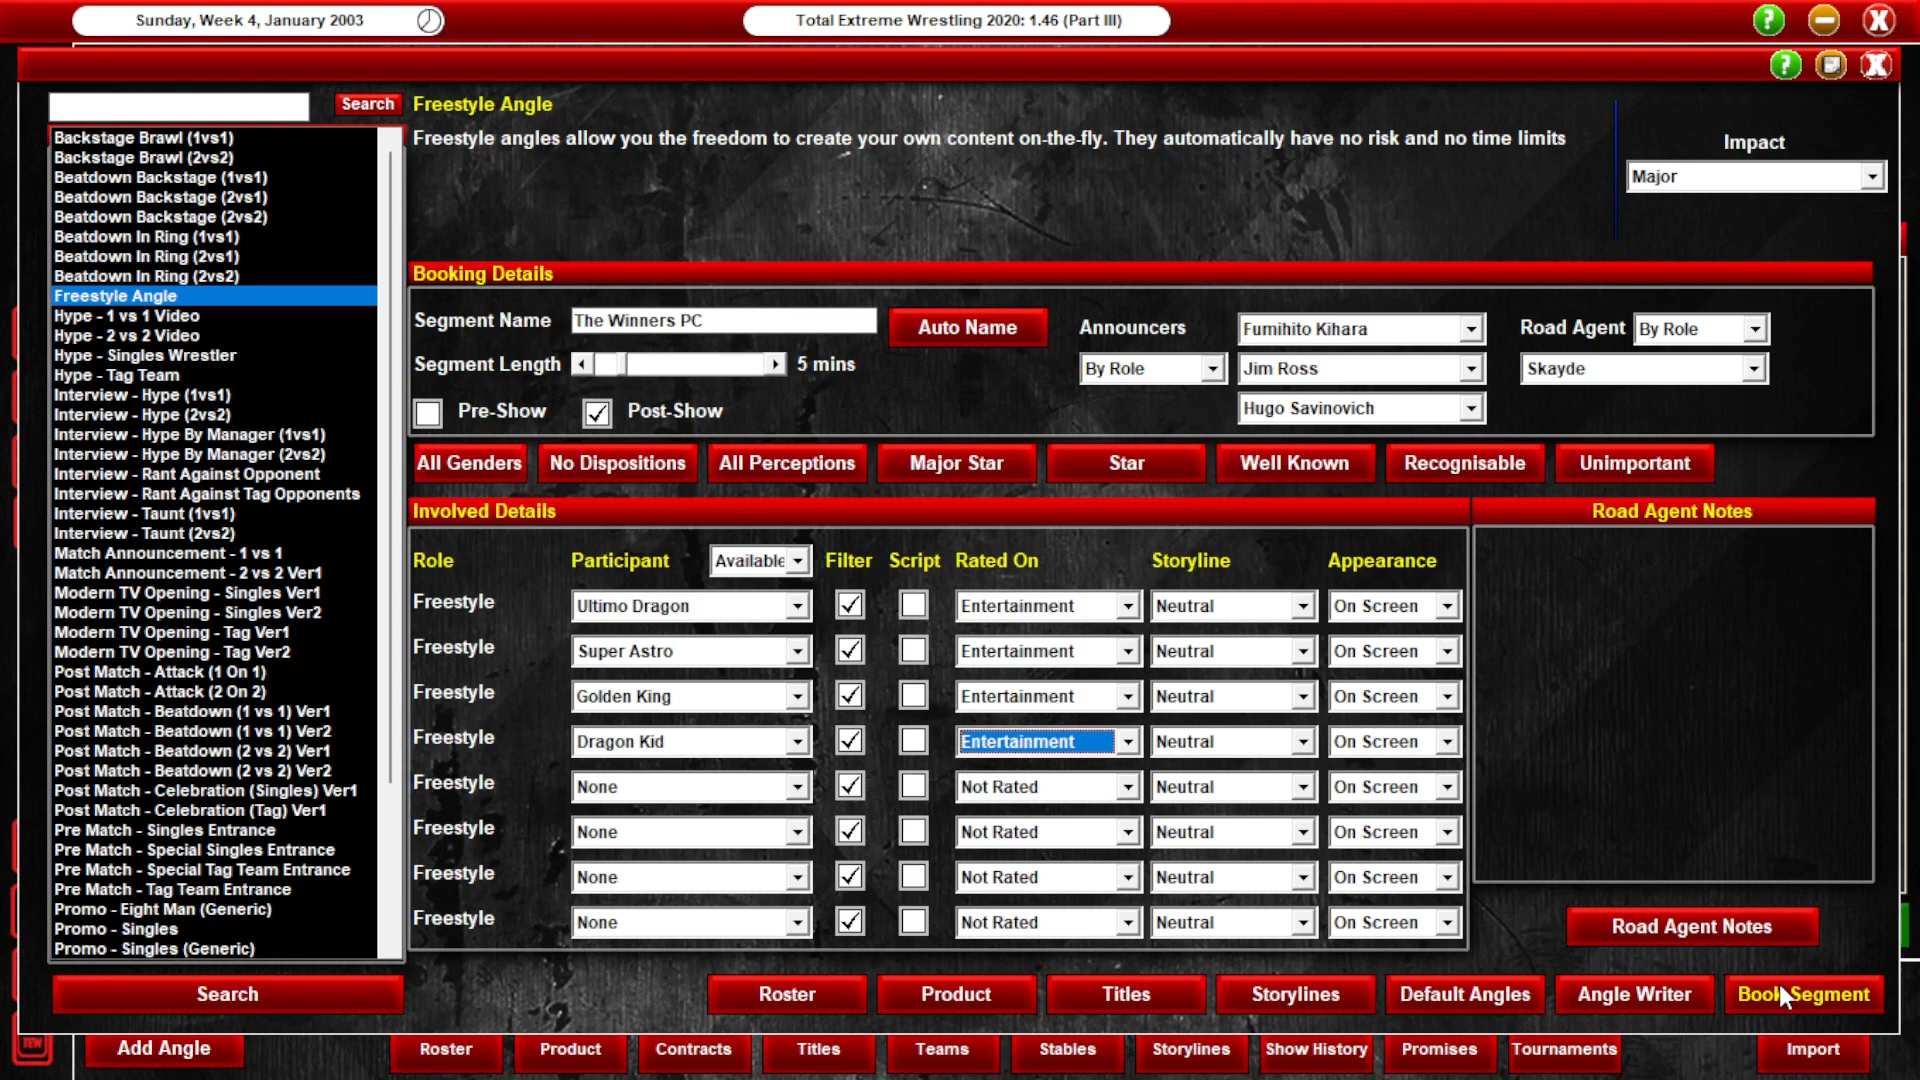 Sunday, Week 4, January 2003
Total Extreme Wrestling 2020: 1.46 (Part III)
Search
Freestyle Angle
Freestyle angles allow you the freedom to create your own content on-the-fly. They automatically have no risk and no time limits
Impact
Major
Backstage Brawl (1vs1)
Backstage Brawl (2vs2)
Beatdown Backstage (1vs1)
Beatdown Backstage (2vs1)
Beatdown Backstage (2vs2)
Beatdown In Ring (1vs1)
Beatdown In Ring (2vs1)
Beatdown In Ring (2vs2)
Freestyle Angle
Hype - 1 vs 1 Video
Hype - 2 vs 2 Video
Hype - Singles Wrestler
Hype - Tag Team
Interview - Hype (1vs1)
Interview - Hype (2vs2)
Interview - Hype By Manager (1vs1)
Interview - Hype By Manager (2vs2)
Interview - Rant Against Opponent
Interview - Rant Against Tag Opponents
Interview - Taunt (1vs1)
Interview - Taunt (2vs2)
Match Announcement - 1 vs 1
Match Announcement - 2 vs 2 Ver1
Modern TV Opening - Singles Ver1
Modern TV Opening - Singles Ver2
Modern TV Opening - Tag Ver1
Modern TV Opening - Tag Ver2
Post Match - Attack (1 On 1)
Post Match - Attack (2 On 2)
Post Match - Beatdown (1 vs 1) Ver1
Post Match - Beatdown (1 vs 1) Ver2
Post Match - Beatdown (2 vs 2) Ver1
Post Match - Beatdown (2 vs 2) Ver2
Post Match - Celebration (Singles) Ver1
Post Match - Celebration (Tag) Ver1
Pre Match - Singles Entrance
Pre Match - Special Singles Entrance
Pre Match - Special Tag Team Entrance
Pre Match - Tag Team Entrance
Promo - Eight Man (Generic)
Promo - Singles
Promo - Singles (Generic)
Search
Booking Details
Segment Name The Winners PC Auto Name Announcers Fumihito Kihara Road Agent By Role
Segment Length 5 mins By Role Jim Ross Skayde
Pre-Show Post-Show Hugo Savinovich
All Genders No Dispositions All Perceptions Major Star Star Well Known Recognisable Unimportant
Involved Details Road Agent Notes
Role Participant Available Filter Script Rated On Storyline Appearance
Freestyle Ultimo Dragon Entertainment Neutral On Screen
Freestyle Super Astro Entertainment Neutral On Screen
Freestyle Golden King Entertainment Neutral On Screen
Freestyle Dragon Kid Entertainment Neutral On Screen
Freestyle None Not Rated Neutral On Screen
Freestyle None Not Rated Neutral On Screen
Freestyle None Not Rated Neutral On Screen
Freestyle None Not Rated Neutral On Screen
Road Agent Notes
Roster Product Titles Storylines Default Angles Angle Writer Book Segment
TEW Add Angle Roster Product Contracts Titles Teams Stables Storylines Show History Promises Tournaments Import